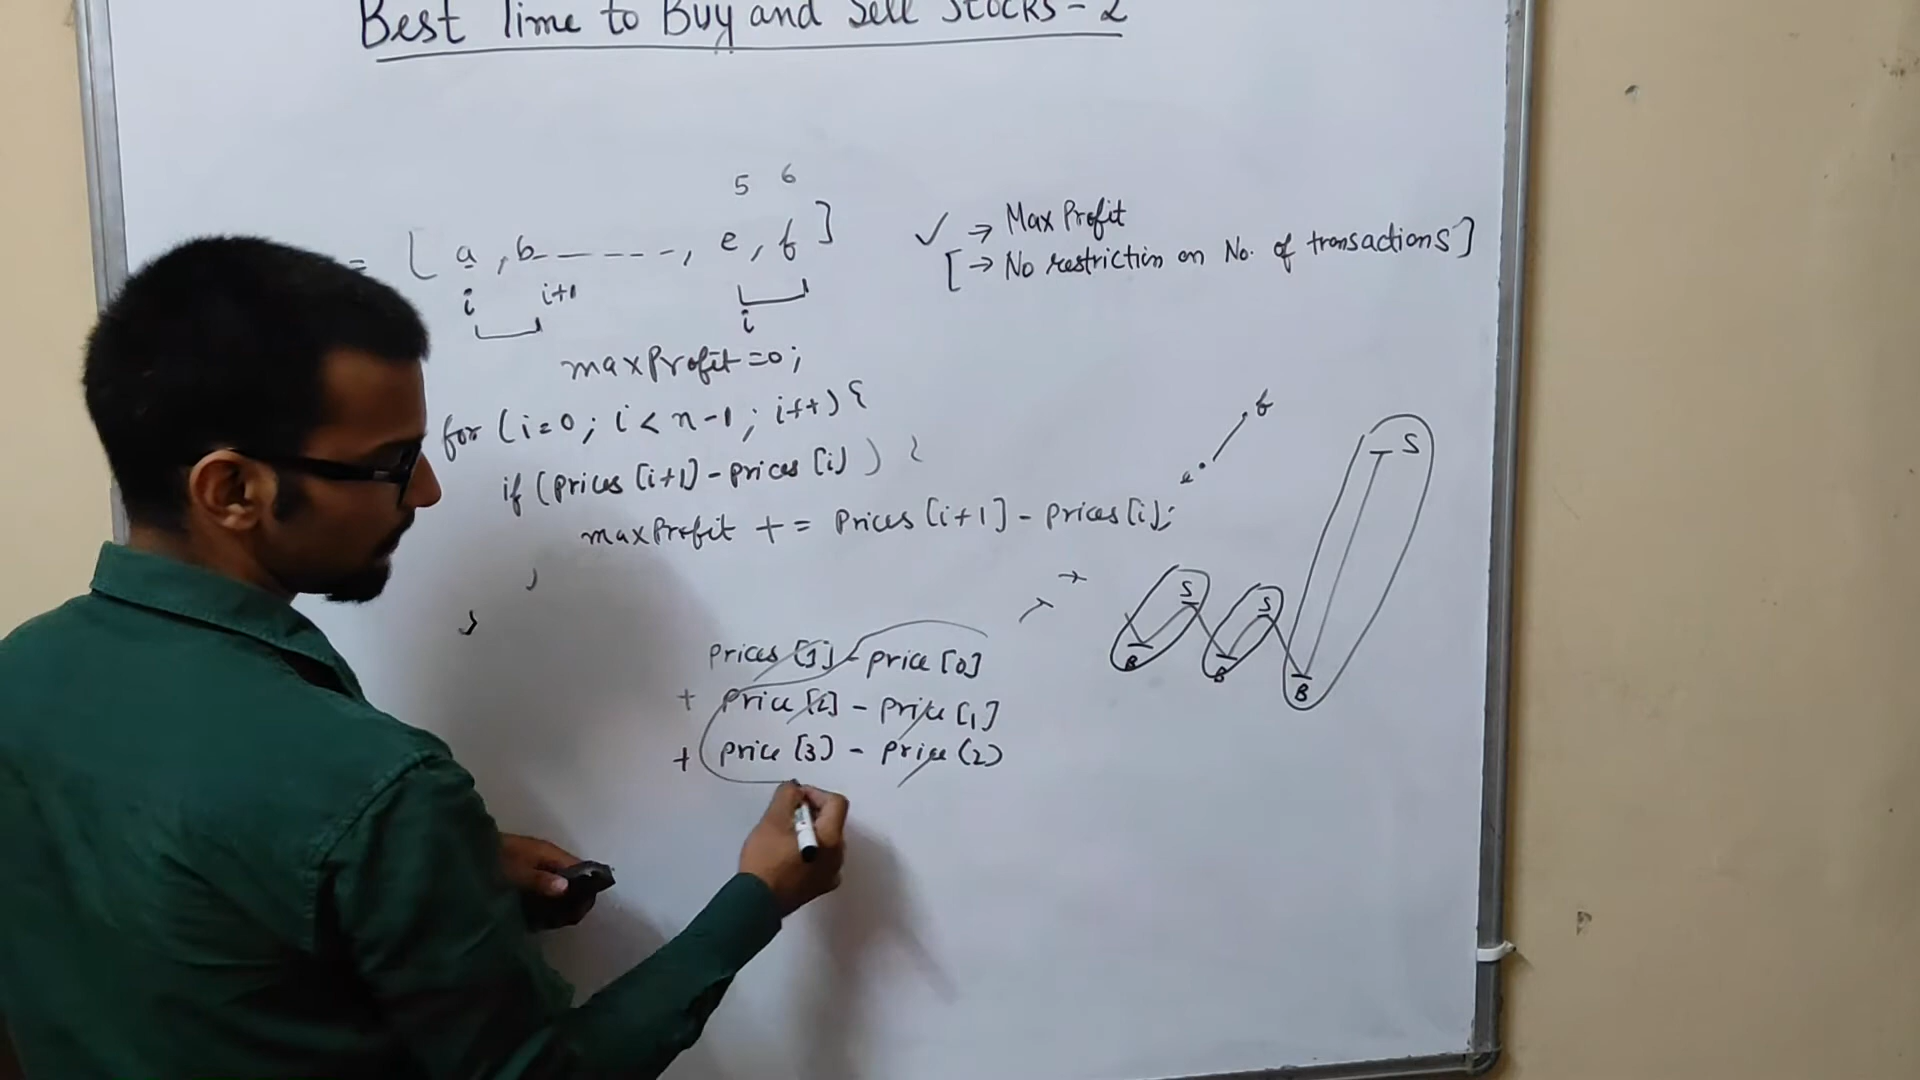 Best Time to Buy and Sell Stocks - 2
5 6
= [ a , b - - - - - , e , f ]
i i+1 i
→ Max Profit
[→ No restriction on No. of transactions]
maxProfit = 0;
for (i=0; i < n-1; i++) {
if (prices [i+1] - prices [i]) {
maxProfit += Prices [i+1] - prices [i];
}
}
f
e
S
B
S
B
S
B
prices [1] - price [0]
+ price [2] - price [1]
+ price [3] - price (2)